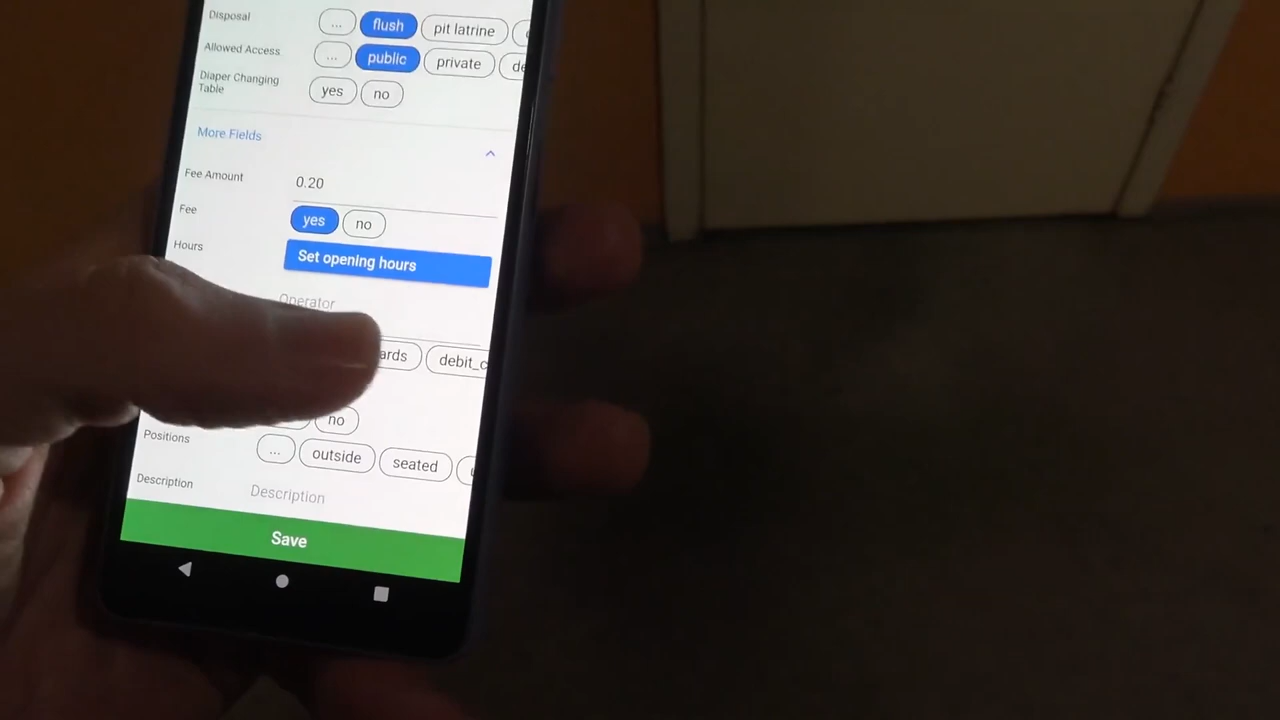 Disposal ... flush pit latrine
Allowed Access ... public private
Diaper Changing Table yes no
More Fields
Fee Amount 0.20
Fee yes no
Hours Set opening hours
Operator
debit_c
no
Positions ... outside seated
Description Description
Save